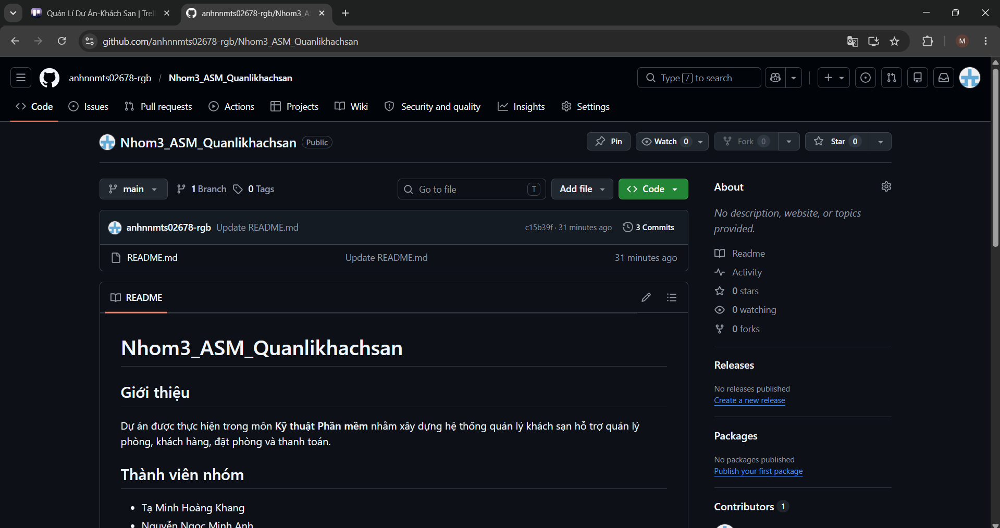 Quản Lí Dự Án-Khách Sạn | Trel
anhnnmts02678-rgb/Nhom3_A
github.com/anhnnmts02678-rgb/Nhom3_ASM_Quanlikhachsan
M
anhnnmts02678-rgb / Nhom3_ASM_Quanlikhachsan
Type / to search
Code Issues Pull requests Actions Projects Wiki Security and quality Insights Settings
Nhom3_ASM_Quanlikhachsan Public
Pin Watch 0 Fork 0 Star 0
main 1 Branch 0 Tags
Go to file T Add file Code
anhnnmts02678-rgb Update README.md c15b39f · 31 minutes ago 3 Commits
README.md Update README.md 31 minutes ago
README
Nhom3_ASM_Quanlikhachsan
Giới thiệu
Dự án được thực hiện trong môn Kỹ thuật Phần mềm nhằm xây dựng hệ thống quản lý khách sạn hỗ trợ quản lý
phòng, khách hàng, đặt phòng và thanh toán.
Thành viên nhóm
• Tạ Minh Hoàng Khang
• Nguyễn Ngọc Minh Anh
About
No description, website, or topics
provided.
Readme
Activity
0 stars
0 watching
0 forks
Releases
No releases published
Create a new release
Packages
No packages published
Publish your first package
Contributors 1